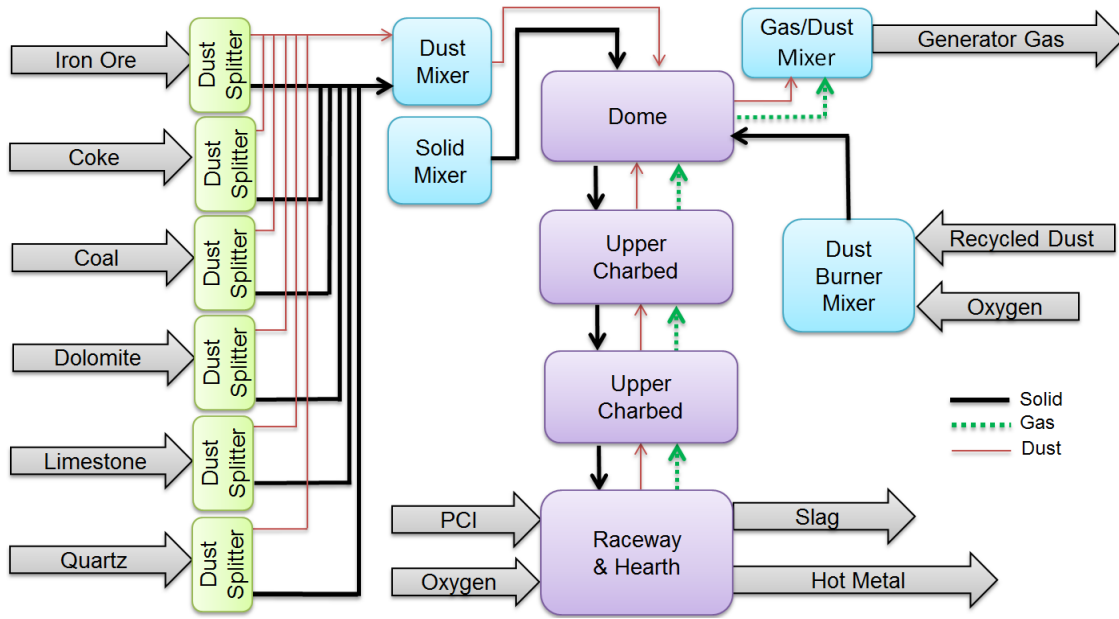 Iron Ore
Dust
Splitter
Dust
Mixer
Gas/Dust
Mixer
Generator Gas
Coke
Dust
Splitter
Solid
Mixer
Dome
Coal
Dust
Splitter
Upper
Charbed
Dust
Burner
Mixer
Recycled Dust
Oxygen
Dolomite
Dust
Splitter
Upper
Charbed
Solid
Gas
Dust
Limestone
Dust
Splitter
Quartz
Dust
Splitter
PCI
Oxygen
Raceway
& Hearth
Slag
Hot Metal